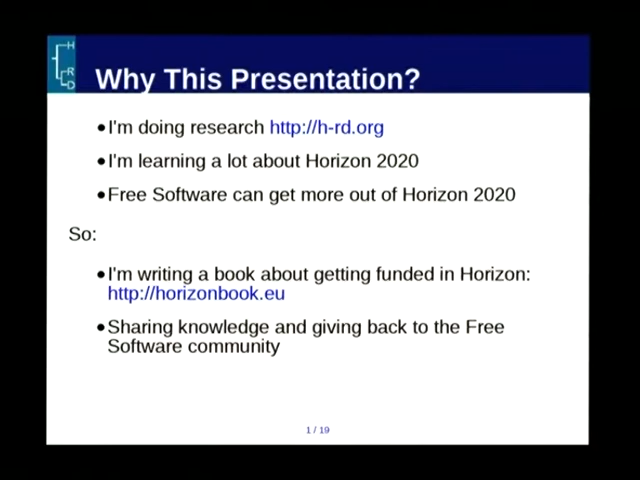 H
R
D
Why This Presentation?
•I'm doing research http://h-rd.org
•I'm learning a lot about Horizon 2020
•Free Software can get more out of Horizon 2020
So:
•I'm writing a book about getting funded in Horizon:
http://horizonbook.eu
•Sharing knowledge and giving back to the Free
Software community
1 / 19